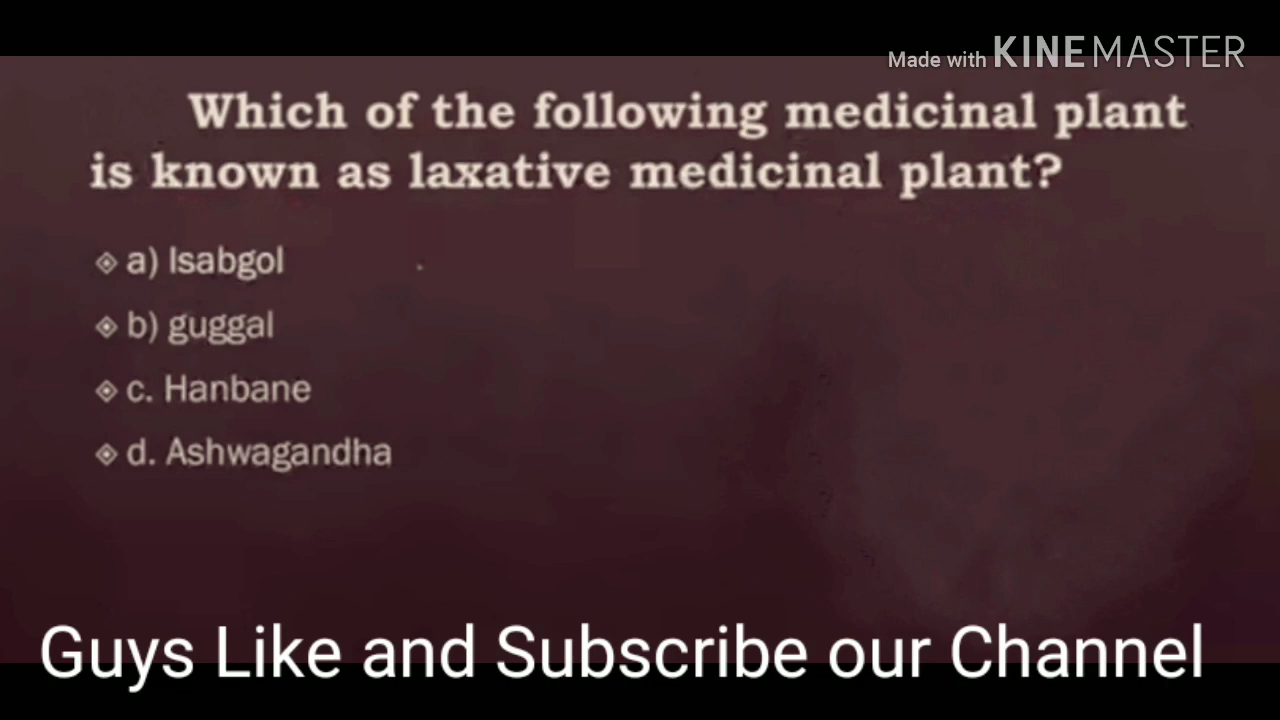 Made with KINEMASTER
Which of the following medicinal plant
is known as laxative medicinal plant?
a) Isabgol
b) guggal
c. Hanbane
d. Ashwagandha
Guys Like and Subscribe our Channel